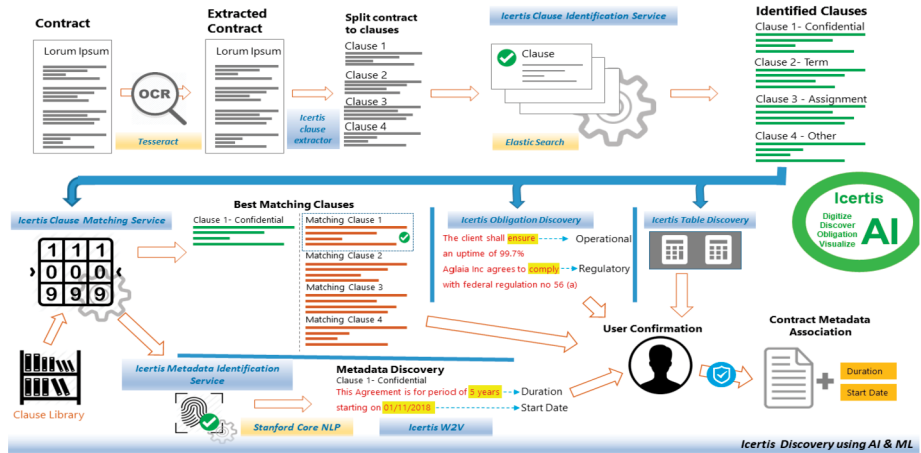 Contract
Lorum Ipsum
OCR
Tesseract
Extracted
Contract
Lorum Ipsum
Icertis
clause
extractor
Split contract
to clauses
Clause 1
Clause 2
Clause 3
Clause 4
Icertis Clause Identification Service
Clause
Elastic Search
Identified Clauses
Clause 1- Confidential
Clause 2- Term
Clause 3 - Assignment
Clause 4 - Other
Icertis
Digitize
Discover
Obligation
Visualize
AI
Icertis Clause Matching Service
1 1 1
0 0 0
9 9 9
Clause Library
Best Matching Clauses
Clause 1- Confidential
Matching Clause 1
Matching Clause 2
Matching Clause 3
Matching Clause 4
Icertis Obligation Discovery
The client shall ensure Operational
an uptime of 99.7%
Aglaia Inc agrees to comply Regulatory
with federal regulation no 56 (a)
Icertis Table Discovery
User Confirmation
Contract Metadata
Association
Duration
Start Date
Icertis Metadata Identification
Service
Stanford Core NLP
Metadata Discovery
Clause 1- Confidential
This Agreement is for period of 5 years Duration
starting on 01/11/2018 Start Date
Icertis W2V
Icertis Discovery using AI & ML